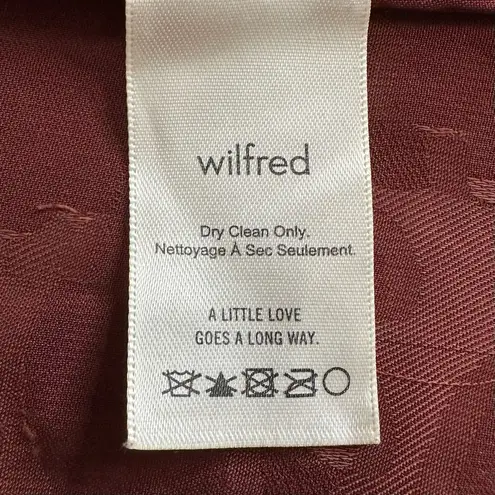 wilfred
Dry Clean Only.
Nettoyage À Sec Seulement.
A LITTLE LOVE
GOES A LONG WAY.